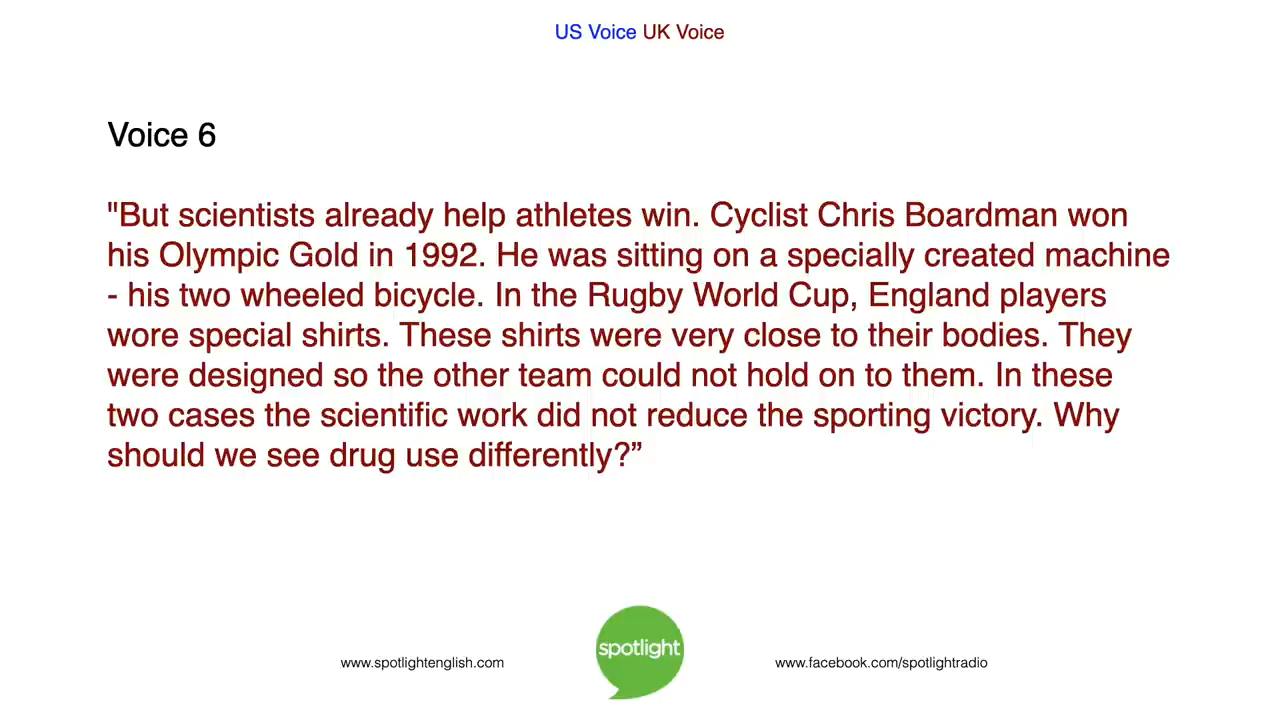 US Voice UK Voice
Voice 6
"But scientists already help athletes win. Cyclist Chris Boardman won
his Olympic Gold in 1992. He was sitting on a specially created machine
- his two wheeled bicycle. In the Rugby World Cup, England players
wore special shirts. These shirts were very close to their bodies. They
were designed so the other team could not hold on to them. In these
two cases the scientific work did not reduce the sporting victory. Why
should we see drug use differently?”
www.spotlightenglish.com
spotlight
www.facebook.com/spotlightradio